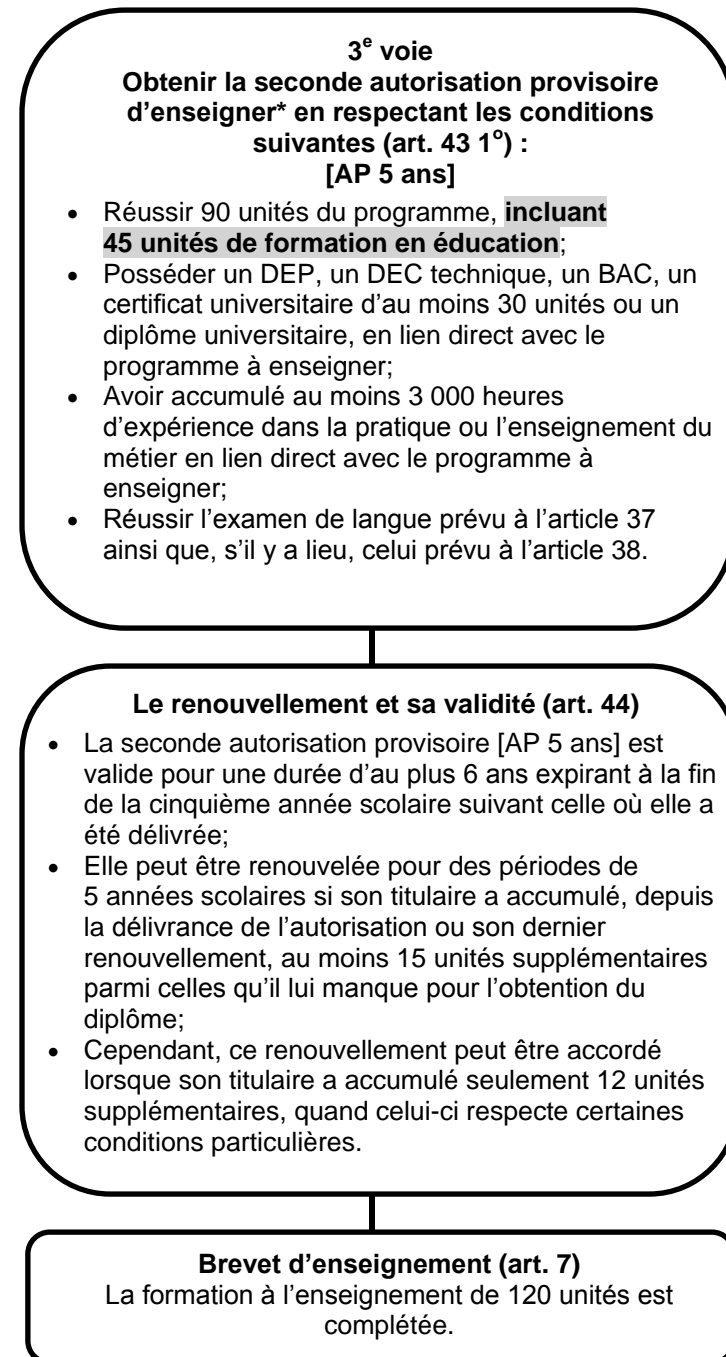 3e voie
Obtenir la seconde autorisation provisoire
d'enseigner* en respectant les conditions
suivantes (art. 43 1o) :
[AP 5 ans]
• Réussir 90 unités du programme, incluant
45 unités de formation en éducation;
• Posséder un DEP, un DEC technique, un BAC, un
certificat universitaire d'au moins 30 unités ou un
diplôme universitaire, en lien direct avec le
programme à enseigner;
• Avoir accumulé au moins 3 000 heures
d'expérience dans la pratique ou l'enseignement du
métier en lien direct avec le programme à
enseigner;
• Réussir l'examen de langue prévu à l'article 37
ainsi que, s'il y a lieu, celui prévu à l'article 38.
Le renouvellement et sa validité (art. 44)
• La seconde autorisation provisoire [AP 5 ans] est
valide pour une durée d'au plus 6 ans expirant à la fin
de la cinquième année scolaire suivant celle où elle a
été délivrée;
• Elle peut être renouvelée pour des périodes de
5 années scolaires si son titulaire a accumulé, depuis
la délivrance de l'autorisation ou son dernier
renouvellement, au moins 15 unités supplémentaires
parmi celles qu'il lui manque pour l'obtention du
diplôme;
• Cependant, ce renouvellement peut être accordé
lorsque son titulaire a accumulé seulement 12 unités
supplémentaires, quand celui-ci respecte certaines
conditions particulières.
Brevet d'enseignement (art. 7)
La formation à l'enseignement de 120 unités est
complétée.